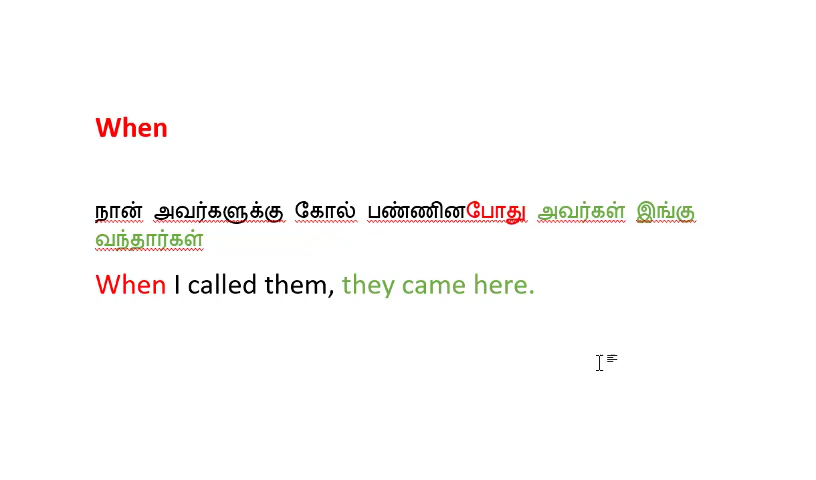 When
நான் அவர்களுக்கு கோல் பண்ணினபோது அவர்கள் இங்கு
வந்தார்கள்
When I called them, they came here.